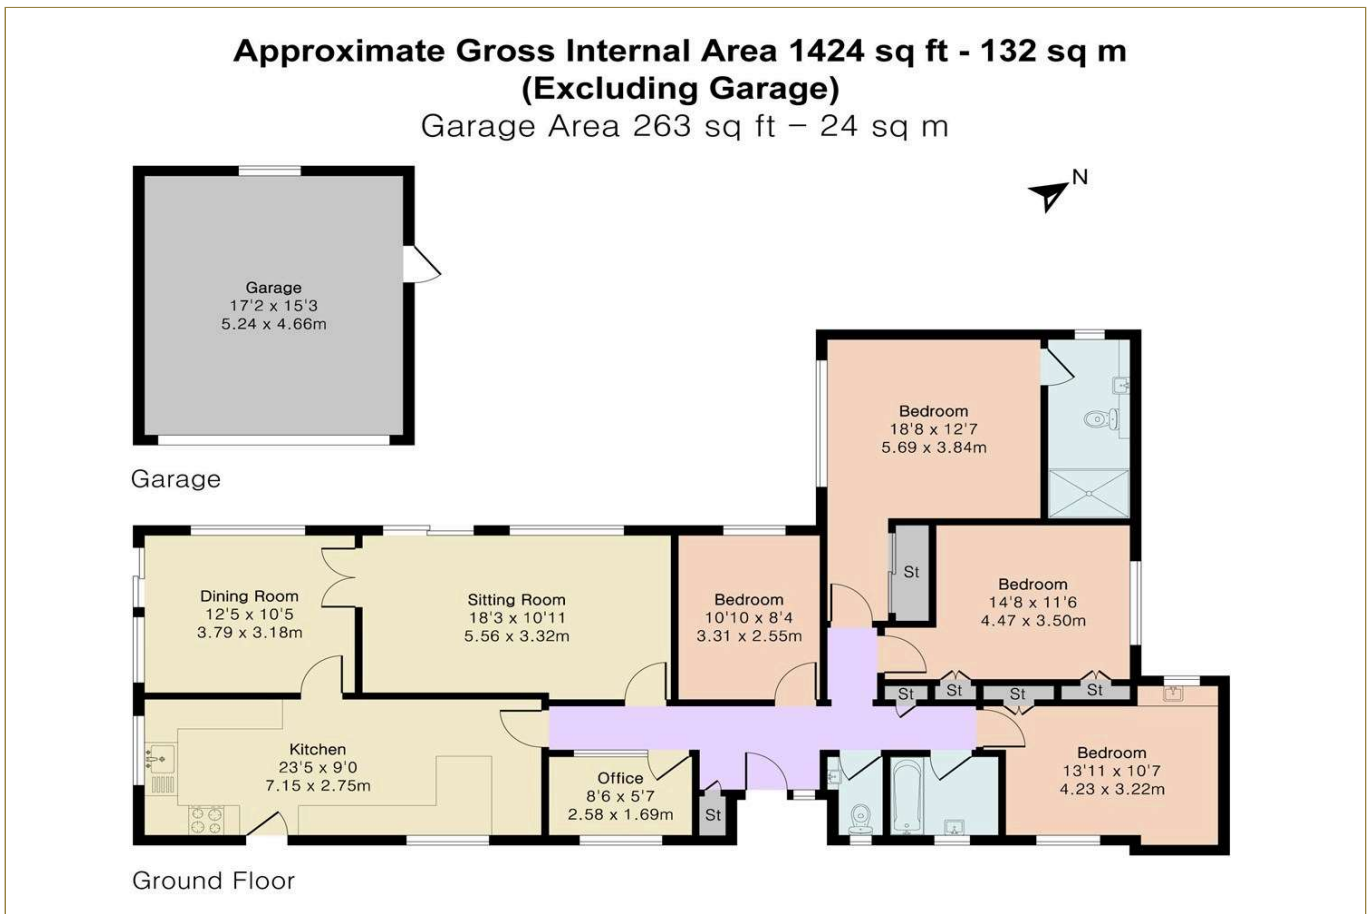 Approximate Gross Internal Area 1424 sq ft - 132 sq m
(Excluding Garage)
Garage Area 263 sq ft – 24 sq m
N
Garage
17'2 x 15'3
5.24 x 4.66m
Garage
Bedroom
18'8 x 12'7
5.69 x 3.84m
Dining Room
12'5 x 10'5
3.79 x 3.18m
Sitting Room
18'3 x 10'11
5.56 x 3.32m
Bedroom
10'10 x 8'4
3.31 x 2.55m
St
Bedroom
14'8 x 11'6
4.47 x 3.50m
St
St
St
St
Kitchen
23'5 x 9'0
7.15 x 2.75m
Office
8'6 x 5'7
2.58 x 1.69m
St
Bedroom
13'11 x 10'7
4.23 x 3.22m
Ground Floor